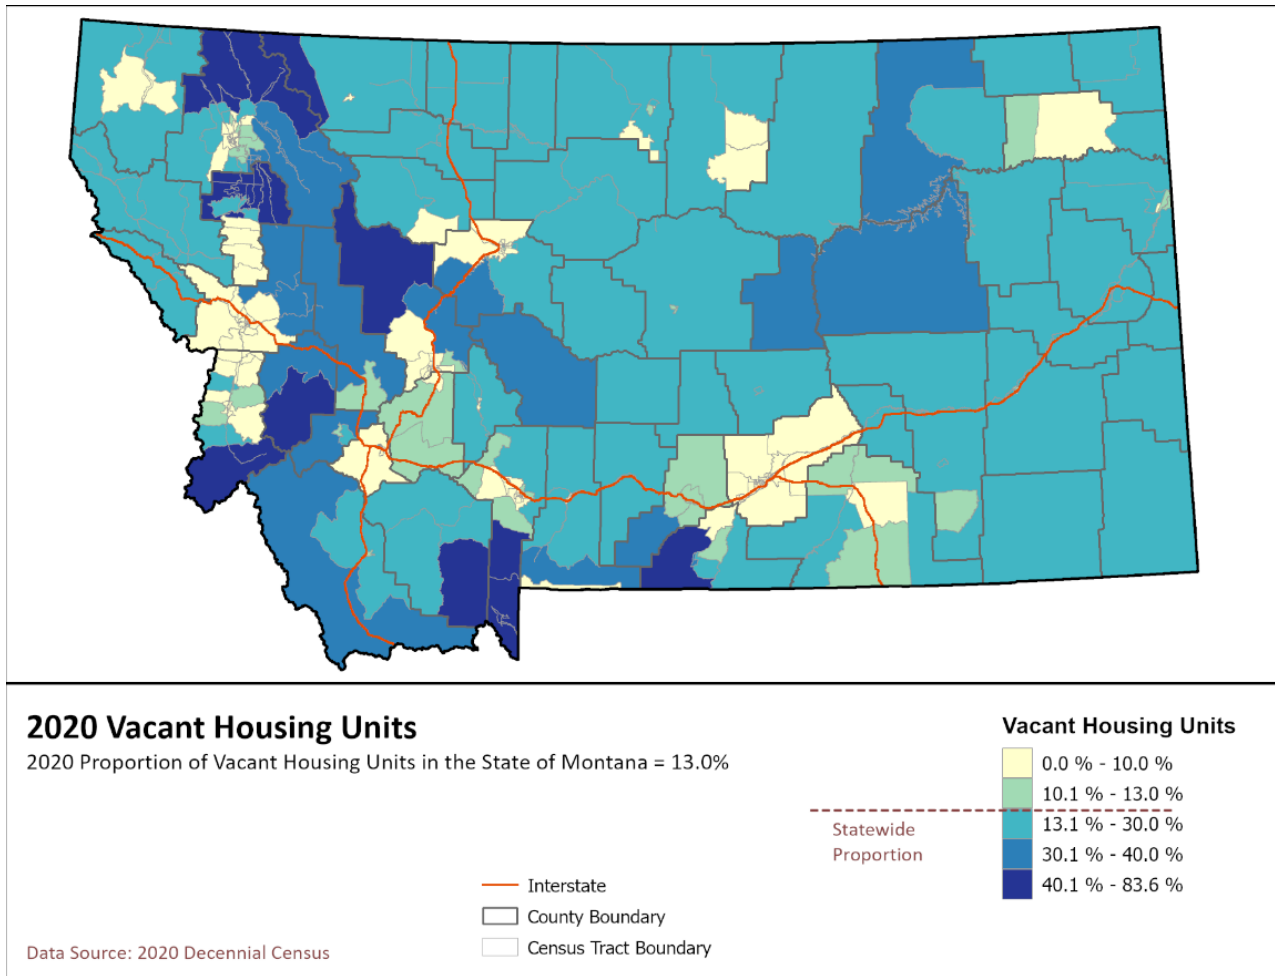 2020 Vacant Housing Units
2020 Proportion of Vacant Housing Units in the State of Montana = 13.0%
Vacant Housing Units
0.0 % - 10.0 %
10.1 % - 13.0 %
13.1 % - 30.0 %
30.1 % - 40.0 %
40.1 % - 83.6 %
Statewide
Proportion
Interstate
County Boundary
Census Tract Boundary
Data Source: 2020 Decennial Census